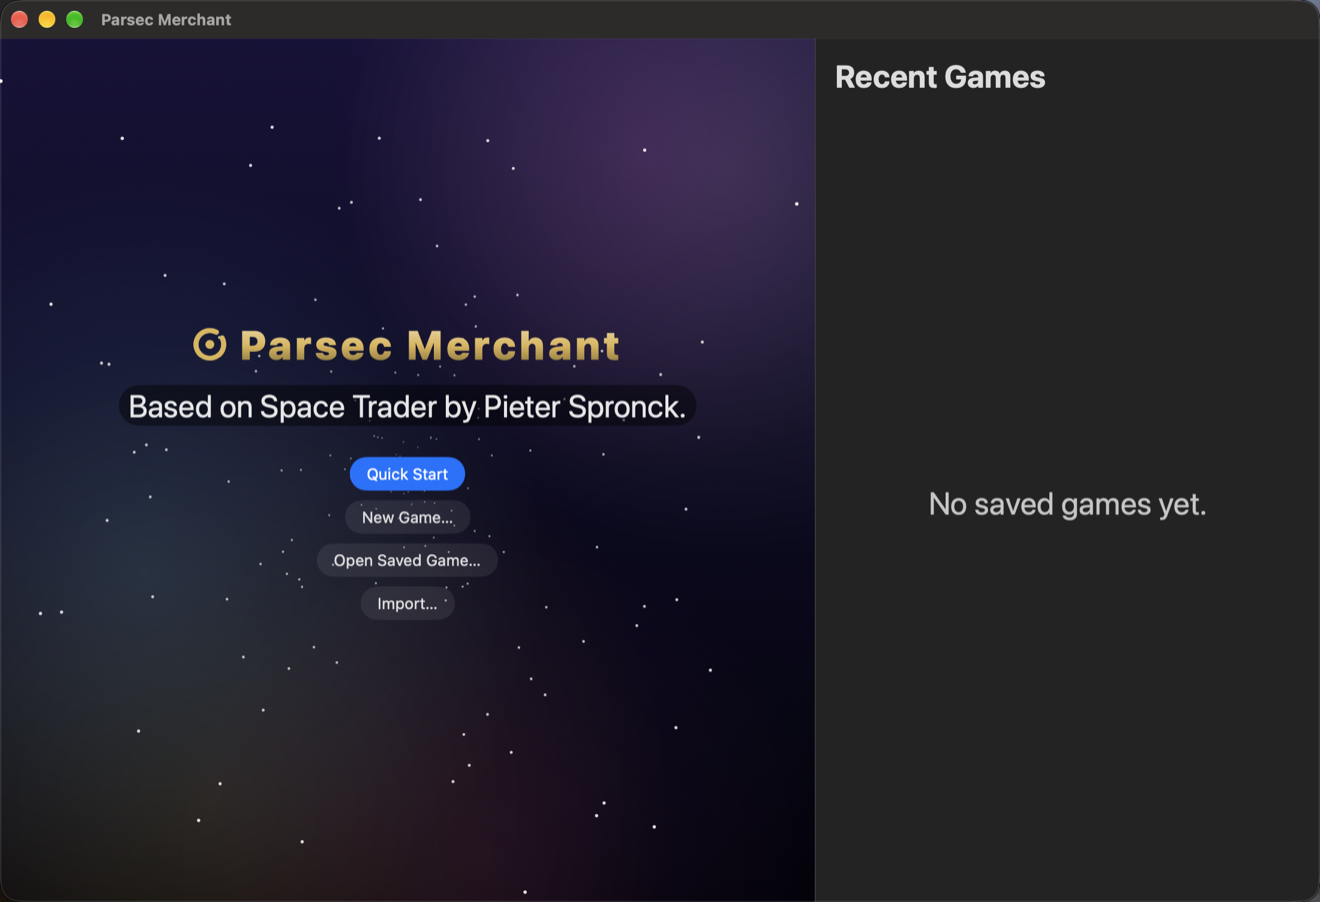 Parsec Merchant
Recent Games
Parsec Merchant
Based on Space Trader by Pieter Spronck.
Quick Start
New Game...
Open Saved Game...
Import...
No saved games yet.